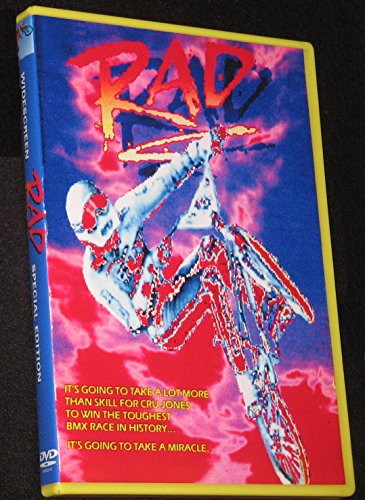 RAD
IT'S GOING TO TAKE A LOT MORE
THAN SKILL FOR CRU JONES
TO WIN THE TOUGHEST
BMX RACE IN HISTORY...
IT'S GOING TO TAKE A MIRACLE.
WIDESCREEN
RAD
SPECIAL EDITION
DVD